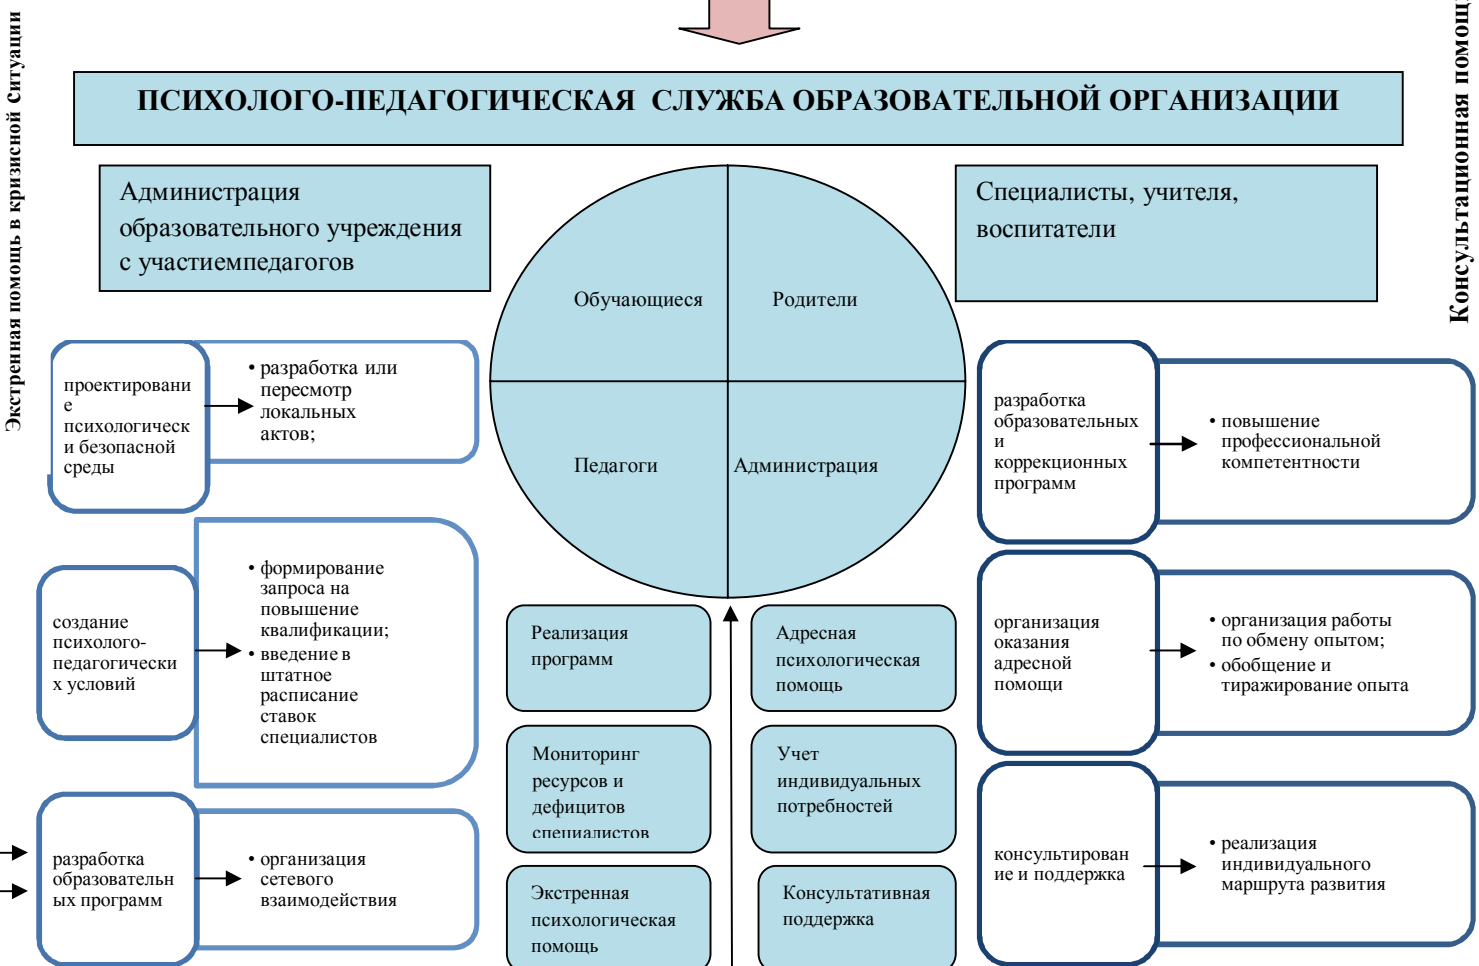 Экстренная помощь в кризисной ситуации
ПСИХОЛОГО-ПЕДАГОГИЧЕСКАЯ СЛУЖБА ОБРАЗОВАТЕЛЬНОЙ ОРГАНИЗАЦИИ
Администрация
образовательного учреждения
с участиемпедагогов
проектировани
е
психологическ
и безопасной
среды
• разработка или
пересмотр
локальных
актов;
создание
психолого-
педагогически
х условий
• формирование
запроса на
повышение
квалификации;
• введение в
штатное
расписание
ставок
специалистов
разработка
образовательн
ых программ
• организация
сетевого
взаимодействия
Обучающиеся
Родители
Педагоги
Администрация
Реализация
программ
Адресная
психологическая
помощь
Мониторинг
ресурсов и
дефицитов
специалистов
Учет
индивидуальных
потребностей
Экстренная
психологическая
помощь
Консультативная
поддержка
Специалисты, учителя,
воспитатели
разработка
образовательных
и
коррекционных
программ
• повышение
профессиональной
компетентности
организация
оказания
адресной
помощи
• организация работы
по обмену опытом;
• обобщение и
тиражирование опыта
консультирован
ие и поддержка
• реализация
индивидуального
маршрута развития
Консультационная помощь